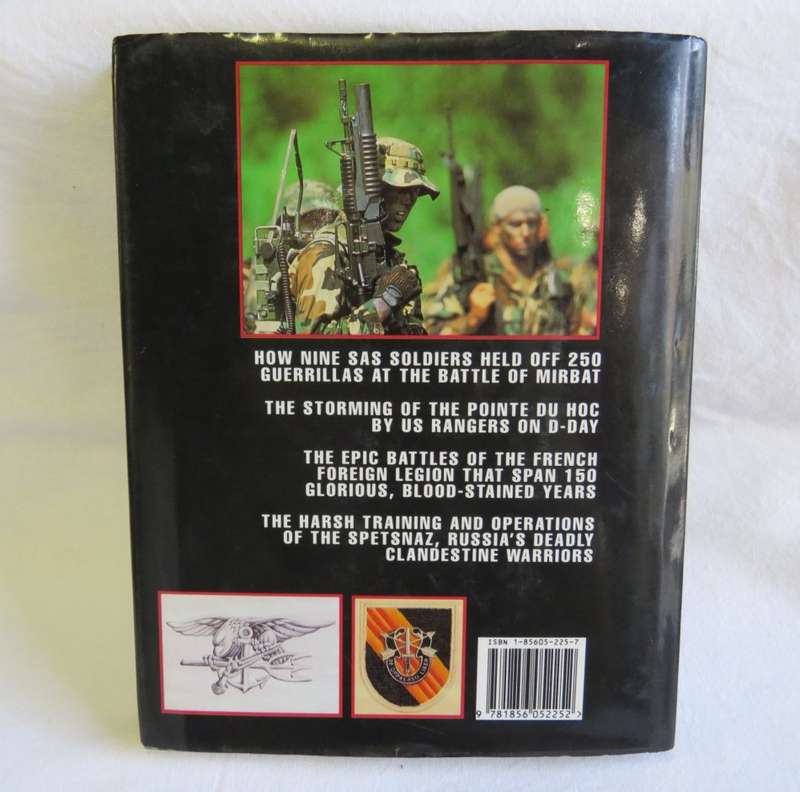 HOW NINE SAS SOLDIERS HELD OFF 250
GUERRILLAS AT THE BATTLE OF MIRBAT
THE STORMING OF THE POINTE DU HOC
BY US RANGERS ON D-DAY
THE EPIC BATTLES OF THE FRENCH
FOREIGN LEGION THAT SPAN 150
GLORIOUS, BLOOD-STAINED YEARS
THE HARSH TRAINING AND OPERATIONS
OF THE SPETSNAZ, RUSSIA'S DEADLY
CLANDESTINE WARRIORS
ISBN 1-85605-225-7
9 781856 052252 >